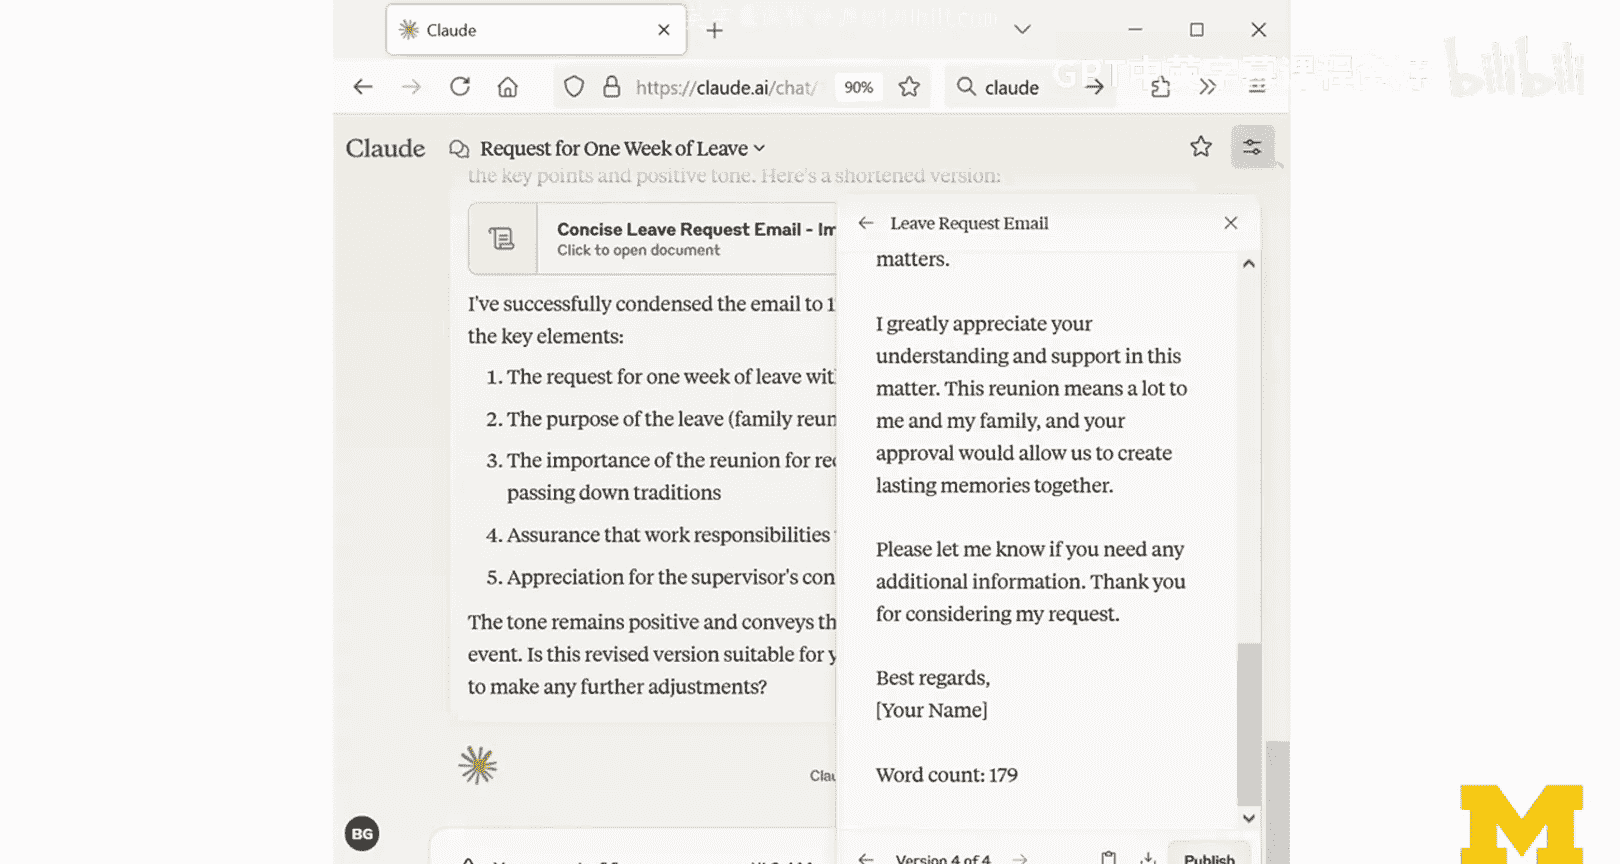 Claude
https://claude.ai/chat/
90%
claude
Claude
Request for One Week of Leave
the key points and positive tone. Here's a shortened version:
Concise Leave Request Email - Im
Click to open document
I've successfully condensed the email to 1
the key elements:
1. The request for one week of leave wit
2. The purpose of the leave (family reun
3. The importance of the reunion for rec
passing down traditions
4. Assurance that work responsibilities
5. Appreciation for the supervisor's con
The tone remains positive and conveys th
event. Is this revised version suitable for y
to make any further adjustments?
Clau
BG
Leave Request Email
matters.
I greatly appreciate your
understanding and support in this
matter. This reunion means a lot to
me and my family, and your
approval would allow us to create
lasting memories together.
Please let me know if you need any
additional information. Thank you
for considering my request.
Best regards,
[Your Name]
Word count: 179
Version 4 of 4
Publish
bilibili
M